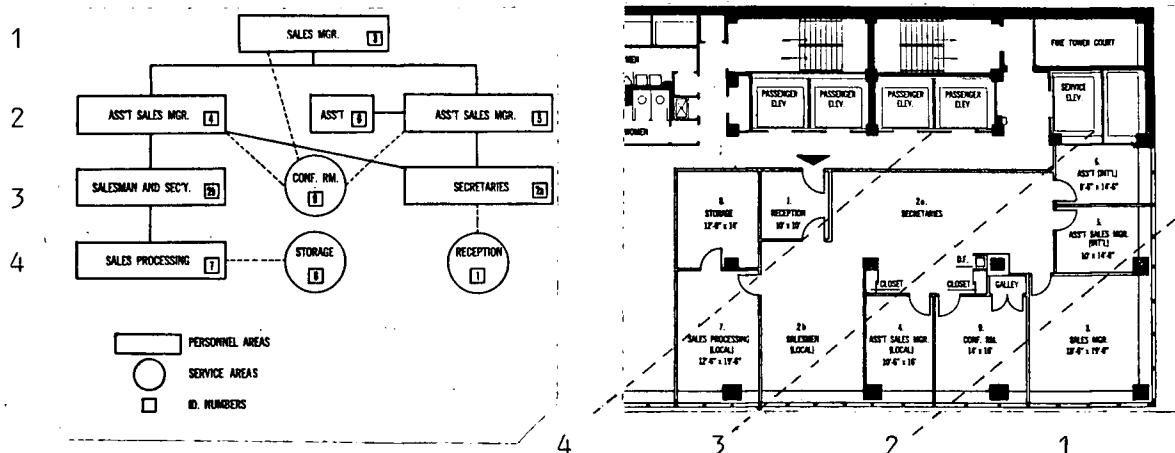 1
SALES MGR. 3
2
ASS'T SALES MGR. 4
ASS'T 6
ASS'T SALES MGR. 5
3
SALESMAN AND SEC'Y. 2b
CONF. RM.
9
SECRETARIES 2a
4
SALES PROCESSING 7
STORAGE
8
RECEPTION
1
PERSONNEL AREAS
SERVICE AREAS
ID. NUMBERS
FIRE TOWER COURT
MEN
PASSENGER
ELEV.
PASSENGER
ELEV.
PASSENGER
ELEV.
PASSENGER
ELEV.
SERVICE
ELEV.
WOMEN
6.
ASS'T (INT'L)
8'-6" x 14'-6"
8.
STORAGE
12'-6" x 14'
1.
RECEPTION
10' x 10'
2a.
SECRETARIES
5.
ASS'T SALES MGR.
(INT'L)
10' x 14'-6"
D.F.
CLOSET
CLOSET
GALLEY
7.
SALES PROCESSING
(LOCAL)
12'-6" x 19'-6"
2b
SALESMEN
(LOCAL)
4.
ASS'T SALES MGR.
(LOCAL)
10'-6" x 16'
9.
CONF. RM.
14' x 16'
3.
SALES MGR.
18'-6" x 19'-6"
4
3
2
1